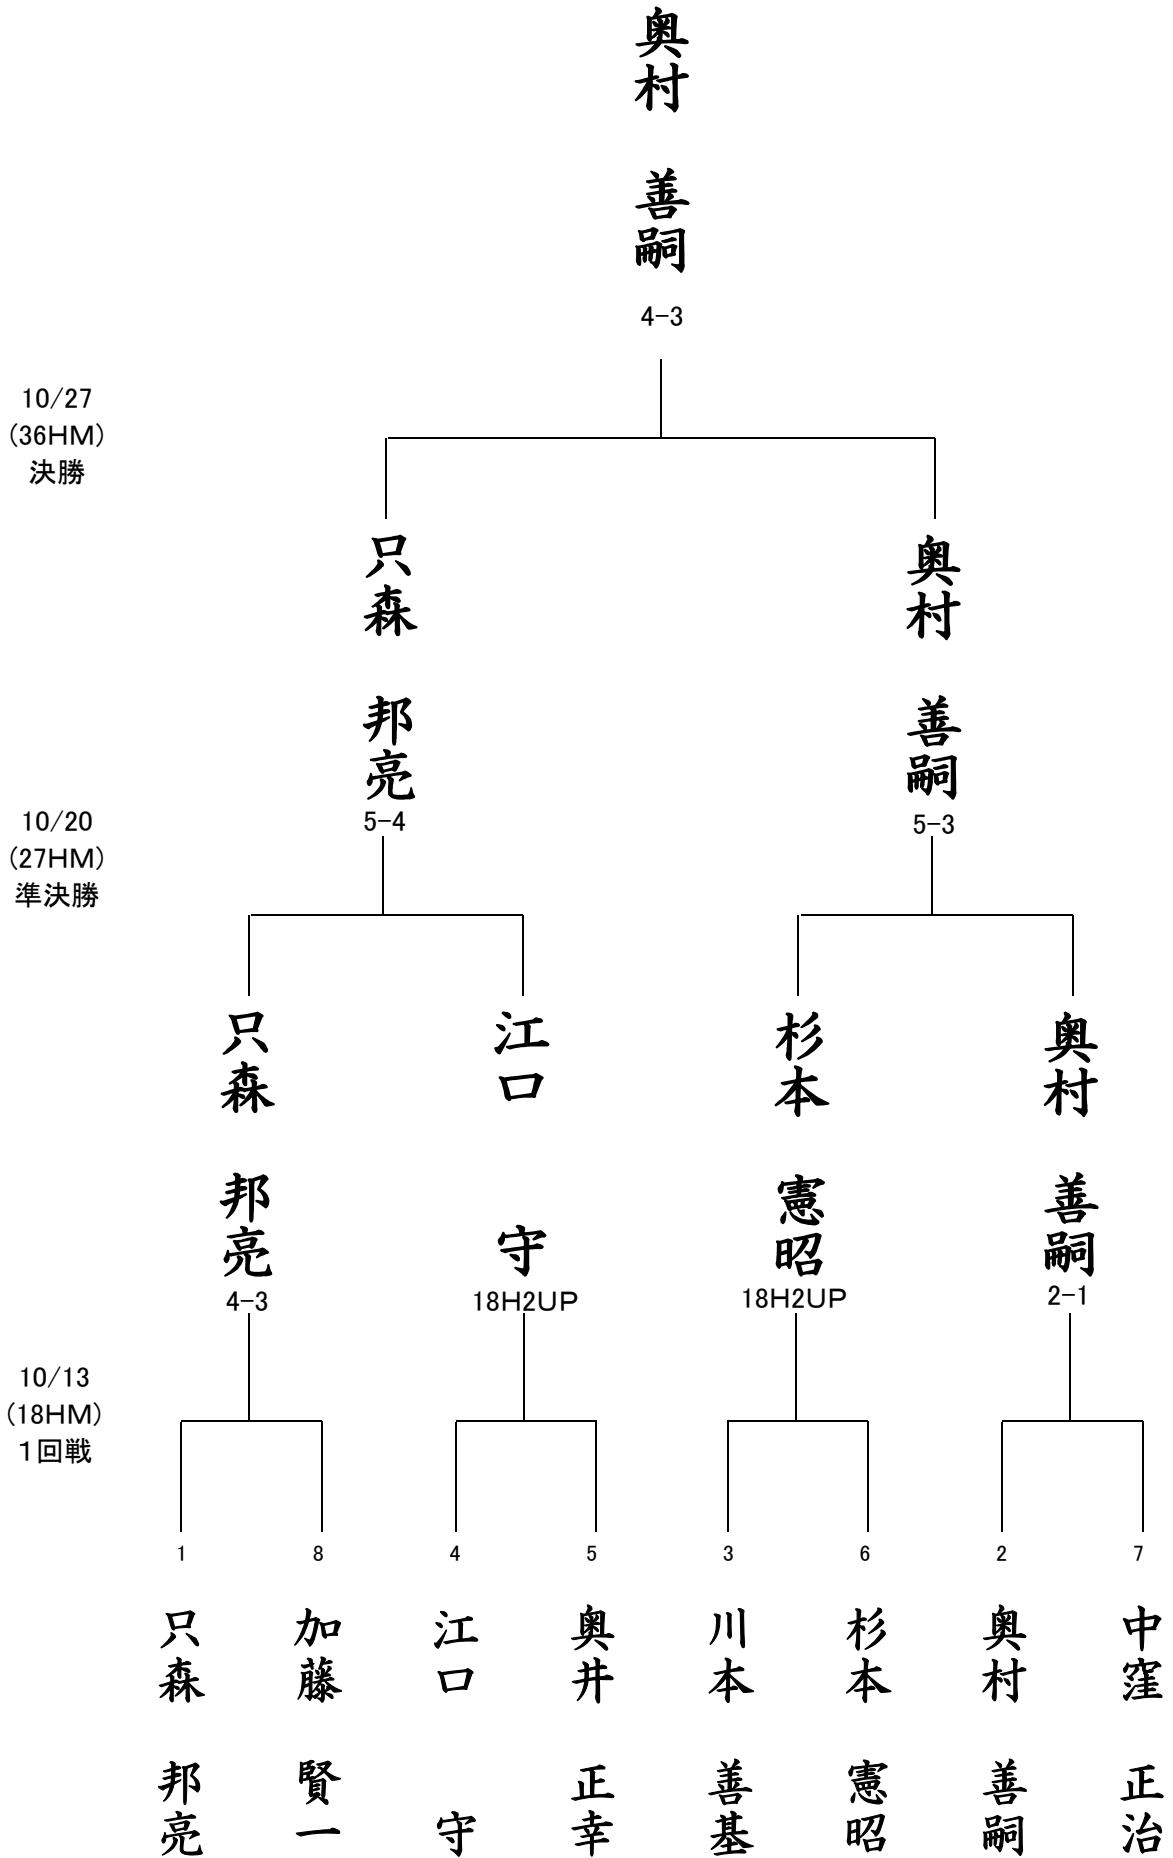 奥村 善嗣
4-3
10/27
(36HM)
決勝
只森 邦亮
奥村 善嗣
5-4
5-3
10/20
(27HM)
準決勝
只森 邦亮
江口 守
杉本 憲昭
奥村 善嗣
4-3
18H2UP
18H2UP
2-1
10/13
(18HM)
1回戦
1
8
4
5
3
6
2
7
只森 邦亮
加藤 賢一
江口 守
奥井 正幸
川本 善基
杉本 憲昭
奥村 善嗣
中窪 正治